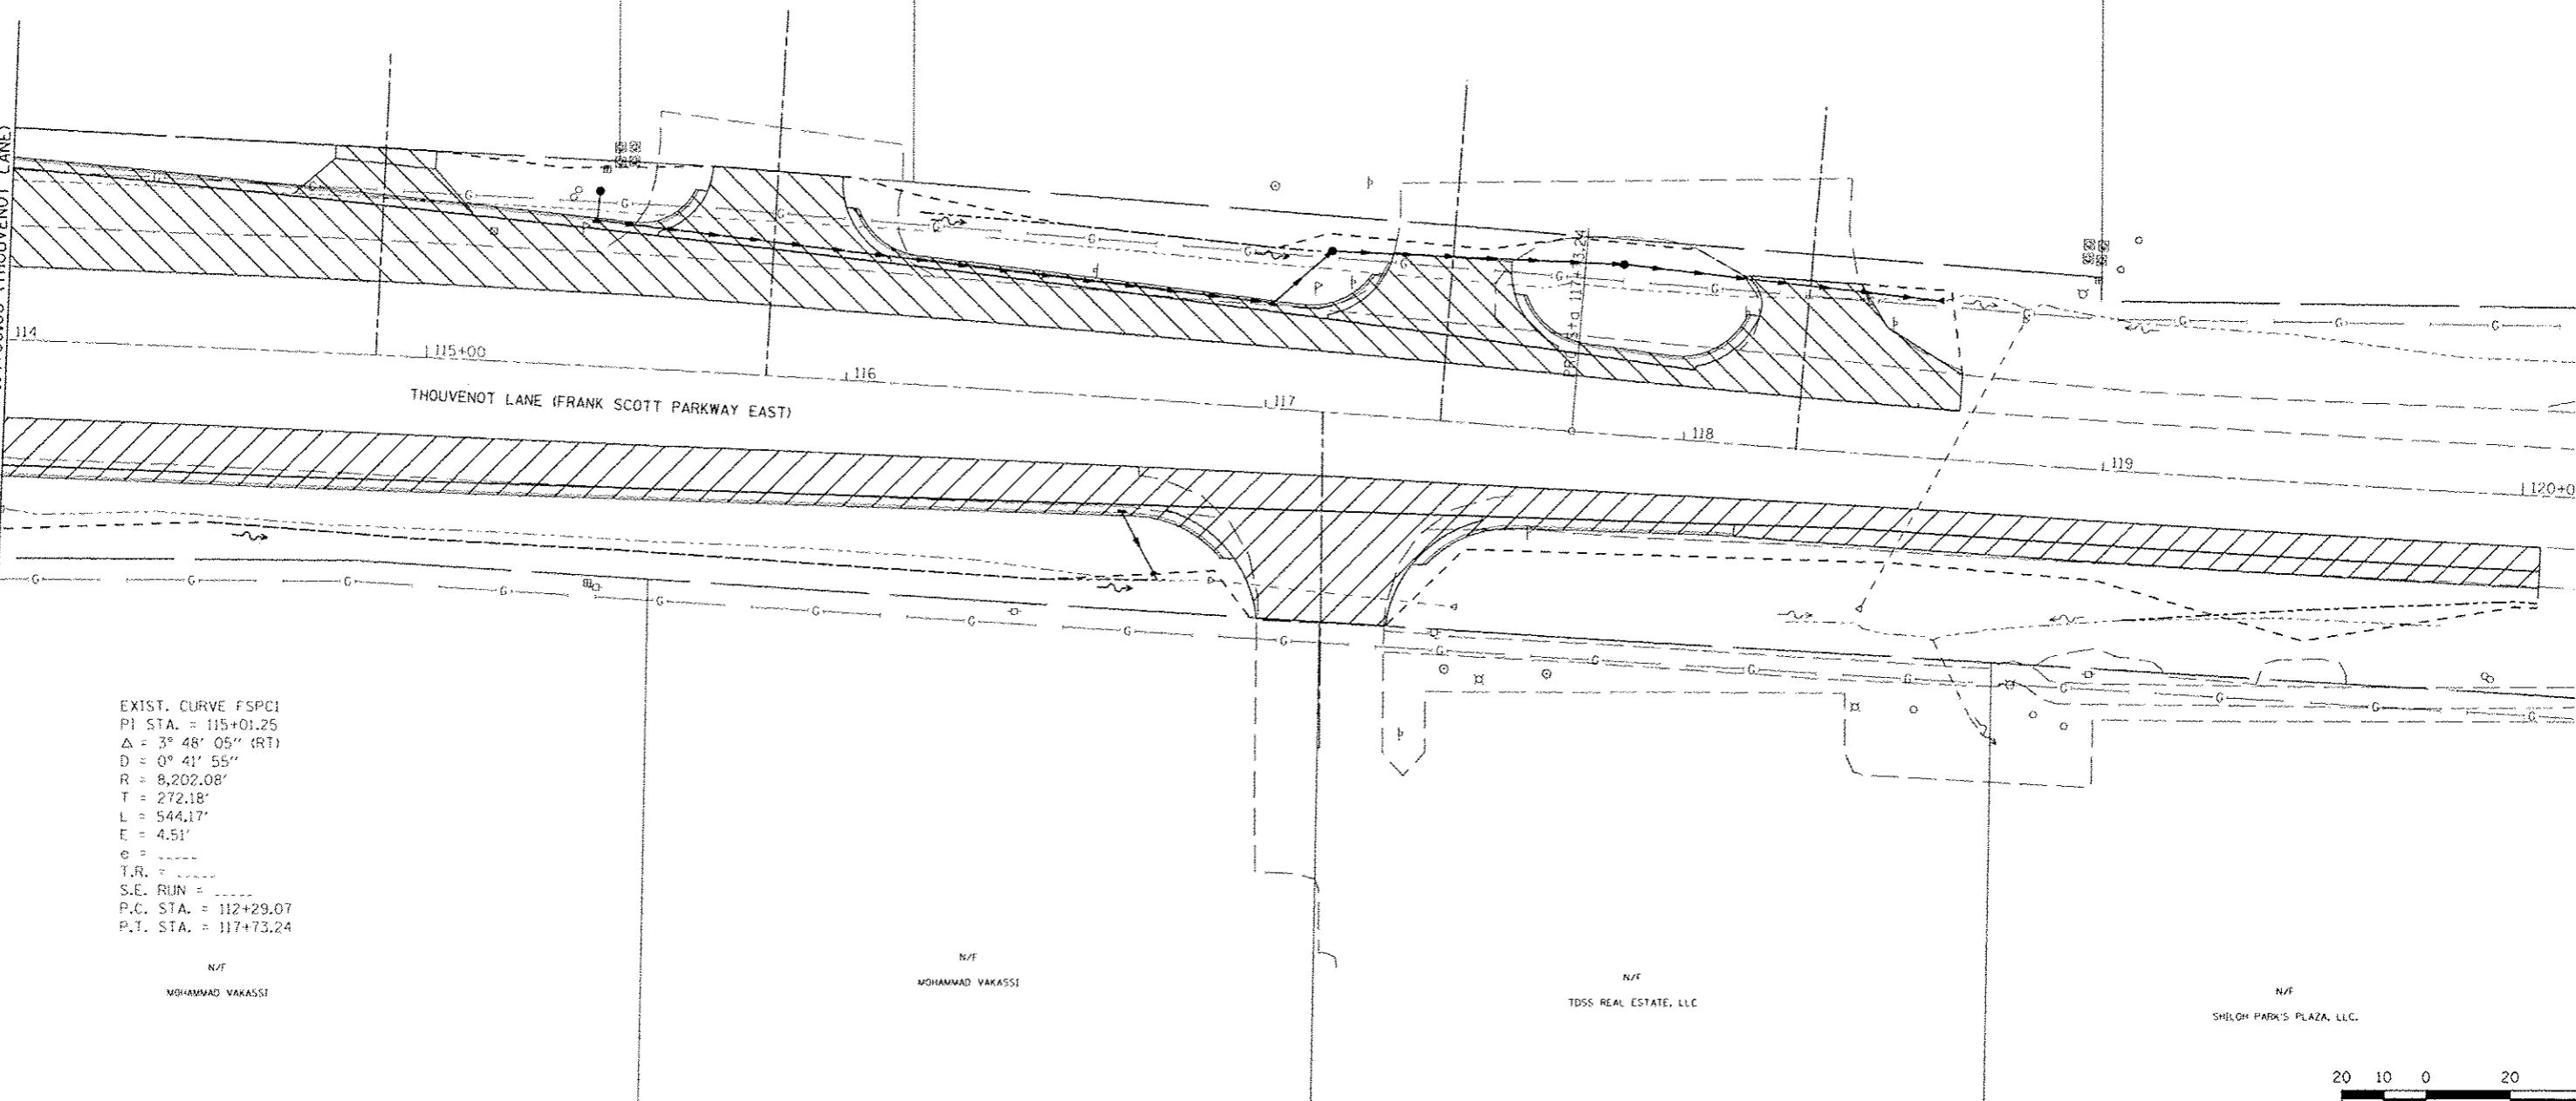 114
115+00
116
117
118
119
120+0
PRC Sta 117+73.24
THOUVENOT LANE (FRANK SCOTT PARKWAY EAST)
THOUVENOT LANE)
EXIST. CURVE FSPC1
PI STA. = 115+01.25
Δ = 3° 48' 05" (RT)
D = 0° 41' 55"
R = 8,202.08'
T = 272.18'
L = 544.17'
E = 4.51'
e = -----
T.R. = -----
S.E. RUN = -----
P.C. STA. = 112+29.07
P.T. STA. = 117+73.24
N/F
MOHAMMAD VAKASSI
N/F
MOHAMMAD VAKASSI
N/F
TDSS REAL ESTATE, LLC
N/F
SHILOH PARK'S PLAZA, LLC.
20 10 0 20